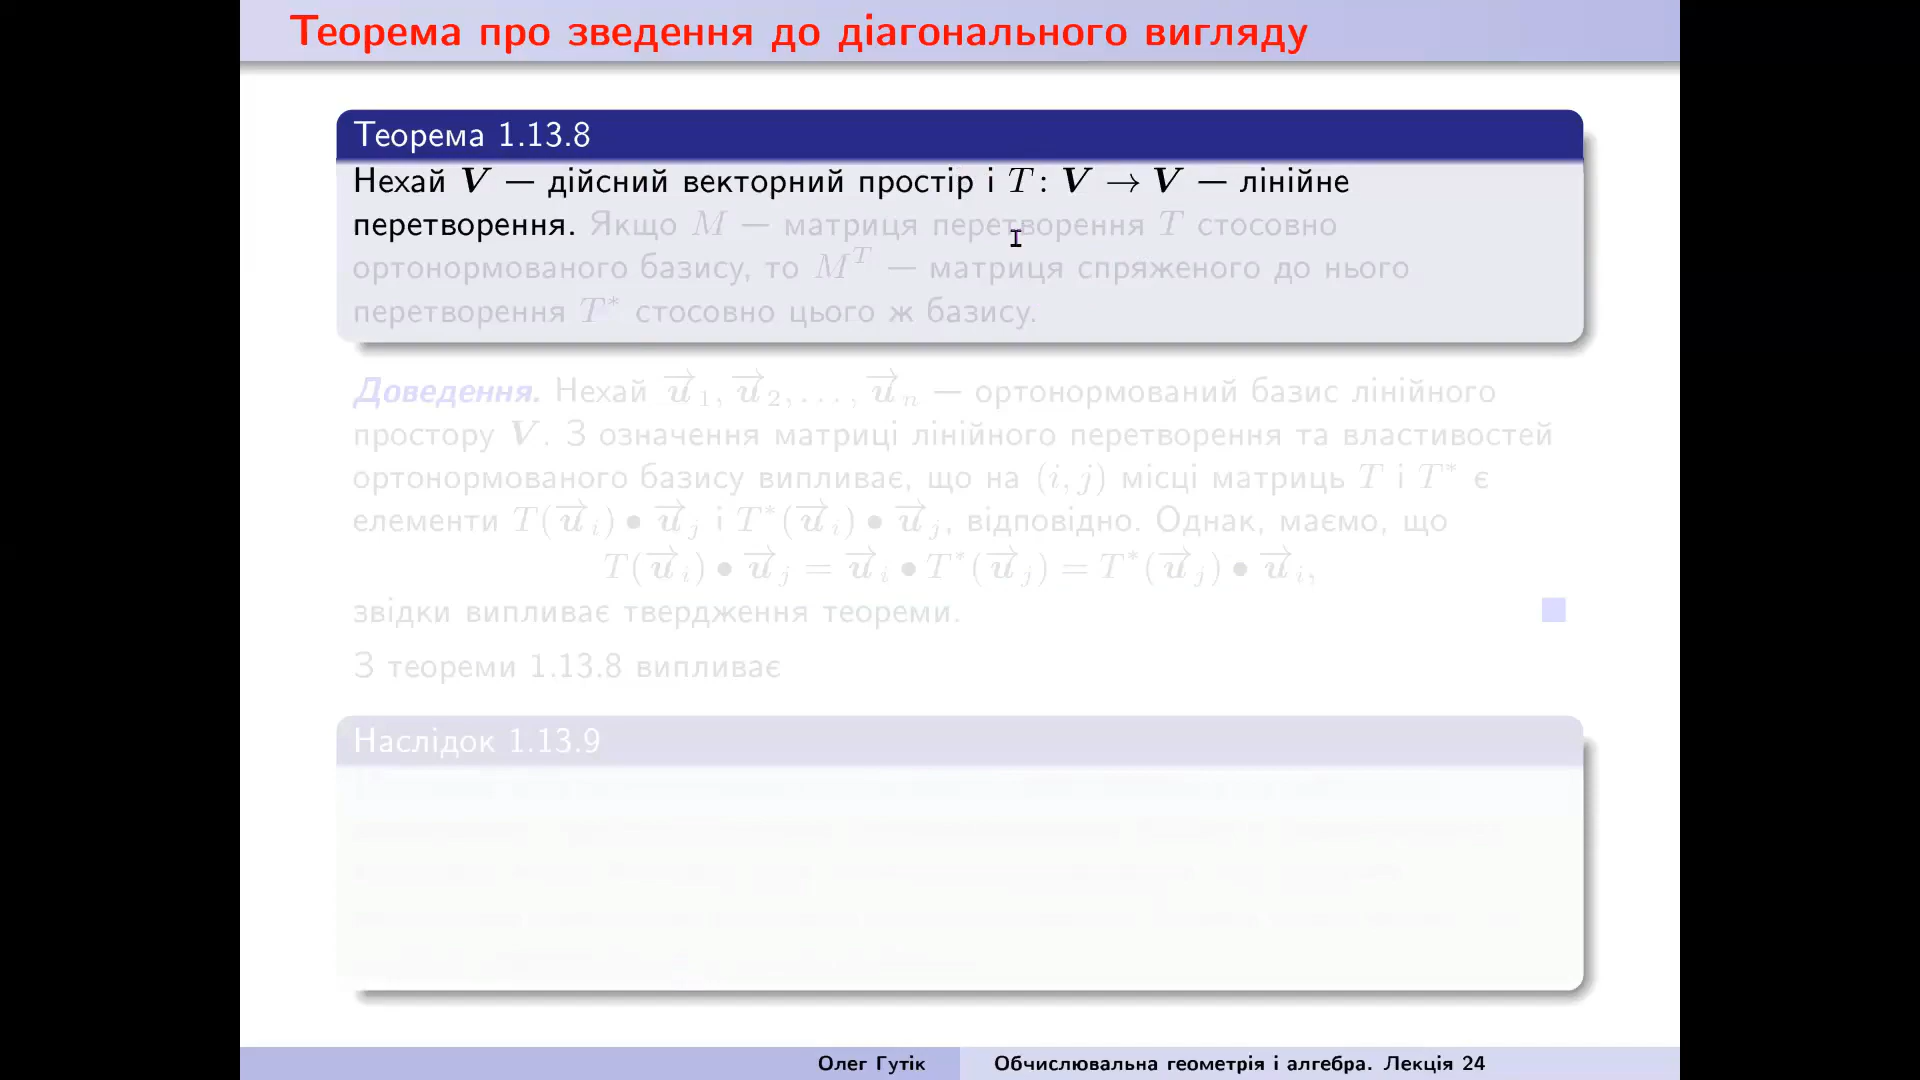 Теорема про зведення до діагонального вигляду
Теорема 1.13.8
Нехай V — дійсний векторний простір і T : V → V — лінійне
перетворення. Якщо M — матриця перетворення T стосовно
ортонормованого базису, то M^T — матриця спряженого до нього
перетворення T^* стосовно цього ж базису.
Доведення. Нехай u⃗_1, u⃗_2, . . . , u⃗_n — ортонормований базис лінійного
простору V. З означення матриці лінійного перетворення та властивостей
ортонормованого базису випливає, що на (i, j) місці матриць T і T^* є
елементи T(u⃗_i) • u⃗_j і T^*(u⃗_i) • u⃗_j, відповідно. Однак, маємо, що
T(u⃗_i) • u⃗_j = u⃗_i • T^*(u⃗_j) = T^*(u⃗_j) • u⃗_i,
звідки випливає твердження теореми.
З теореми 1.13.8 випливає
Наслідок 1.13.9
Олег Гутік
Обчислювальна геометрія і алгебра. Лекція 24